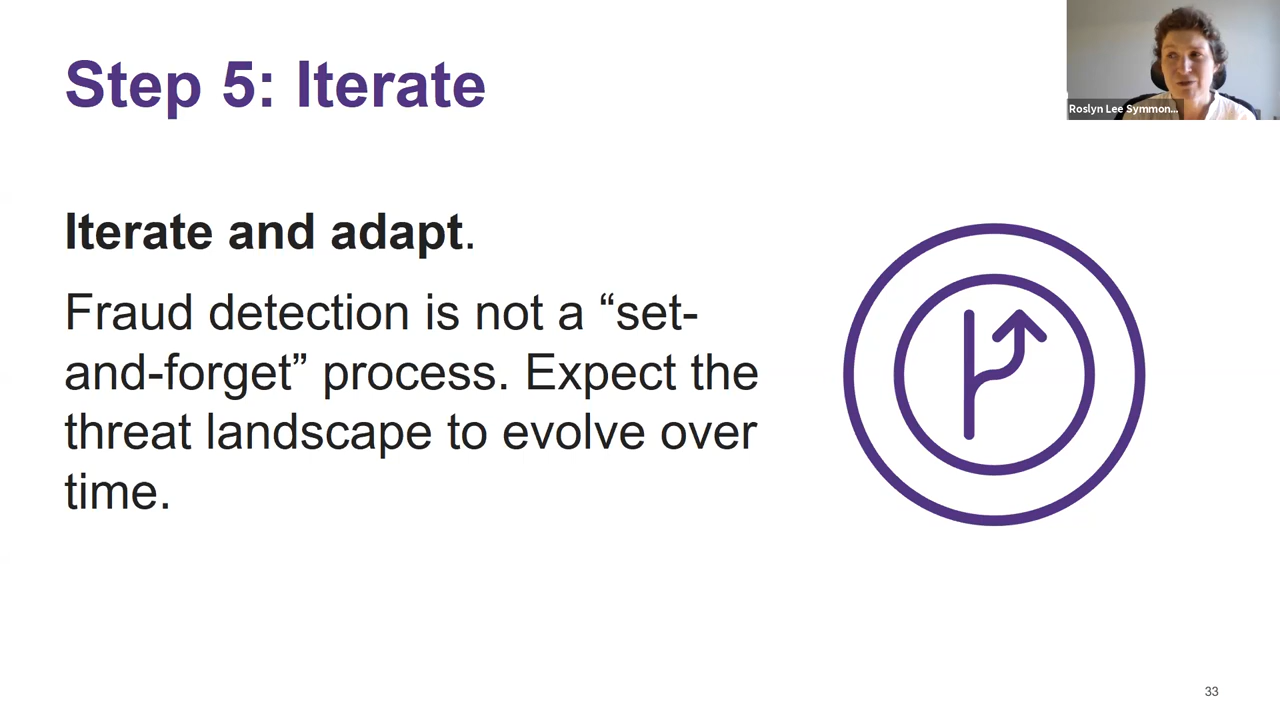 Step 5: Iterate
Roslyn Lee Symmon...
Iterate and adapt.
Fraud detection is not a “set-
and-forget” process. Expect the
threat landscape to evolve over
time.
33